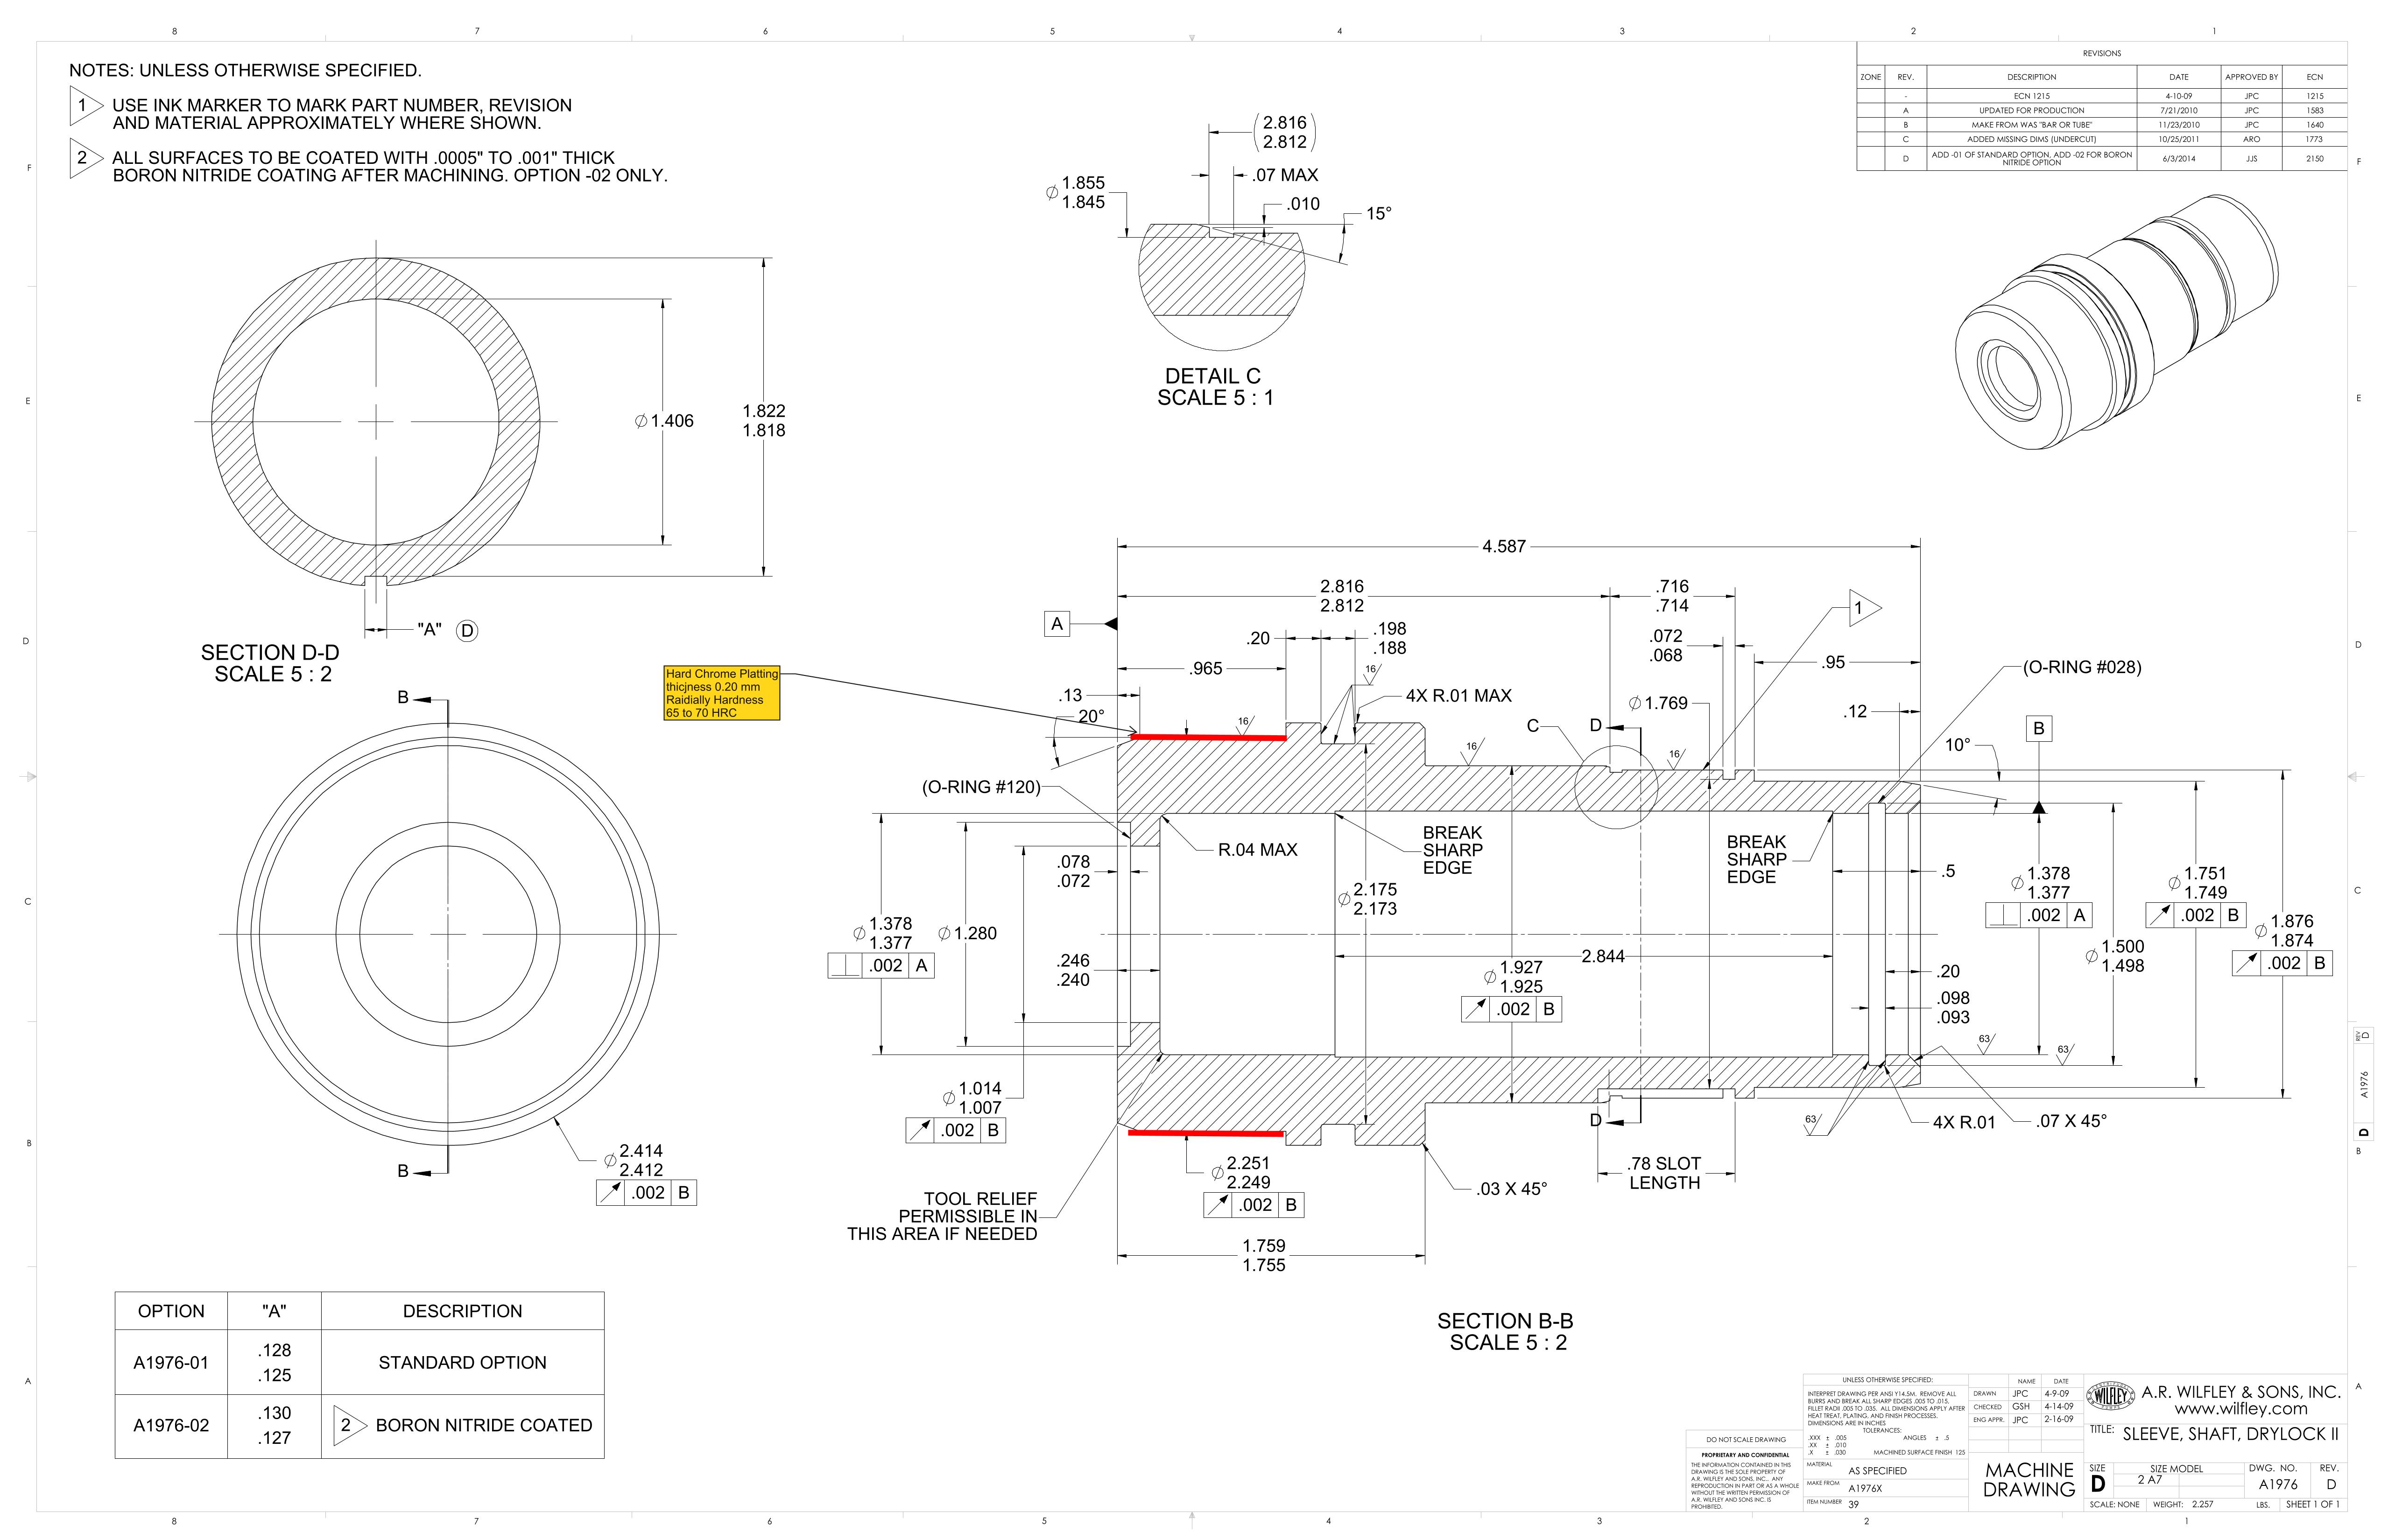 8 7 6 5 4 3 2 1
NOTES: UNLESS OTHERWISE SPECIFIED.
1 USE INK MARKER TO MARK PART NUMBER, REVISION
AND MATERIAL APPROXIMATELY WHERE SHOWN.
2 ALL SURFACES TO BE COATED WITH .0005" TO .001" THICK
BORON NITRIDE COATING AFTER MACHINING. OPTION -02 ONLY.
REVISIONS
ZONE REV. DESCRIPTION DATE APPROVED BY ECN
- ECN 1215 4-10-09 JPC 1215
A UPDATED FOR PRODUCTION 7/21/2010 JPC 1583
B MAKE FROM WAS "BAR OR TUBE" 11/23/2010 JPC 1640
C ADDED MISSING DIMS (UNDERCUT) 10/25/2011 ARO 1773
D ADD -01 OF STANDARD OPTION, ADD -02 FOR BORON
NITRIDE OPTION 6/3/2014 JJS 2150
F F
E E
D D
C C
B B
A A
(2.816
2.812)
.07 MAX
∅ 1.855
1.845
.010
15°
DETAIL C
SCALE 5 : 1
∅ 1.406
1.822
1.818
"A" D
SECTION D-D
SCALE 5 : 2
B
B
∅ 2.414
2.412
.002 B
Hard Chrome Platting
thicjness 0.20 mm
Raidially Hardness
65 to 70 HRC
4.587
2.816
2.812
.716
.714
1
A
.20
.198
.188
.072
.068
.965
.95
(O-RING #028)
.13
16
4X R.01 MAX
∅ 1.769
.12
20°
16
C
D
B
16
16
10°
(O-RING #120)
R.04 MAX
BREAK
SHARP
EDGE
BREAK
SHARP
EDGE
.078
.072
.5
∅ 2.175
2.173
∅ 1.378
1.377
.002 A
∅ 1.751
1.749
.002 B
∅ 1.378
1.377
.002 A
∅ 1.280
∅ 1.876
1.874
.002 B
.246
.240
2.844
∅ 1.500
1.498
∅ 1.927
1.925
.002 B
.20
.098
.093
63
63
∅ 1.014
1.007
.002 B
D
63
4X R.01
.07 X 45°
∅ 2.251
2.249
.002 B
.78 SLOT
LENGTH
.03 X 45°
TOOL RELIEF
PERMISSIBLE IN
THIS AREA IF NEEDED
1.759
1.755
SECTION B-B
SCALE 5 : 2
REV D
A1976
D
OPTION "A" DESCRIPTION
A1976-01 .128
.125 STANDARD OPTION
A1976-02 .130
.127 2 BORON NITRIDE COATED
DO NOT SCALE DRAWING
PROPRIETARY AND CONFIDENTIAL
THE INFORMATION CONTAINED IN THIS
DRAWING IS THE SOLE PROPERTY OF
A.R. WILFLEY AND SONS, INC.. ANY
REPRODUCTION IN PART OR AS A WHOLE
WITHOUT THE WRITTEN PERMISSION OF
A.R. WILFLEY AND SONS INC. IS
PROHIBITED.
UNLESS OTHERWISE SPECIFIED:
INTERPRET DRAWING PER ANSI Y14.5M. REMOVE ALL
BURRS AND BREAK ALL SHARP EDGES .005 TO .015.
FILLET RADII .005 TO .035. ALL DIMENSIONS APPLY AFTER
HEAT TREAT, PLATING, AND FINISH PROCESSES.
DIMENSIONS ARE IN INCHES
TOLERANCES:
.XXX ± .005 ANGLES ± .5
.XX ± .010
.X ± .030 MACHINED SURFACE FINISH 125
MATERIAL AS SPECIFIED
MAKE FROM A1976X
ITEM NUMBER 39
NAME DATE
DRAWN JPC 4-9-09
CHECKED GSH 4-14-09
ENG APPR. JPC 2-16-09
MACHINE
DRAWING
WILFLEY
A.R. WILFLEY & SONS, INC.
www.wilfley.com
TITLE: SLEEVE, SHAFT, DRYLOCK II
SIZE D
SIZE MODEL 2 A7
DWG. NO. A1976
REV. D
SCALE: NONE WEIGHT: 2.257 LBS. SHEET 1 OF 1
8 7 6 5 4 3 2 1